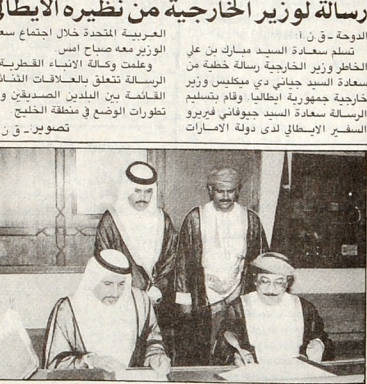 رسالة لوزير الخارجية من نظيره الايطالي
الدوحة - ق ن ا:
تسلم سعادة السيد مبارك بن علي
الخاطر وزير الخارجية رسالة خطية من
سعادة السيد جياني دي ميكليس وزير
خارجية جمهورية ايطاليا. وقام بتسليم
الرسالة سعادة السيد جيوفاني فيريرو
السفير الايطالي لدى دولة الامارات
العربية المتحدة خلال اجتماع سعا
الوزير معه صباح امس.
وعلمت وكالة الانباء القطرية
الرسالة تتعلق بالعلاقات الثنائ
القائمة بين البلدين الصديقين و
تطورات الوضع في منطقة الخليج
تصوير: - ق ن